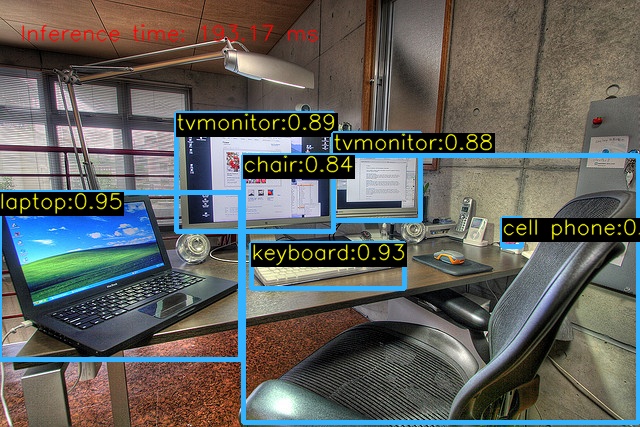 Inference time: 193.17 ms
tvmonitor:0.89
tvmonitor:0.88
chair:0.84
laptop:0.95
cell phone:0.
keyboard:0.93